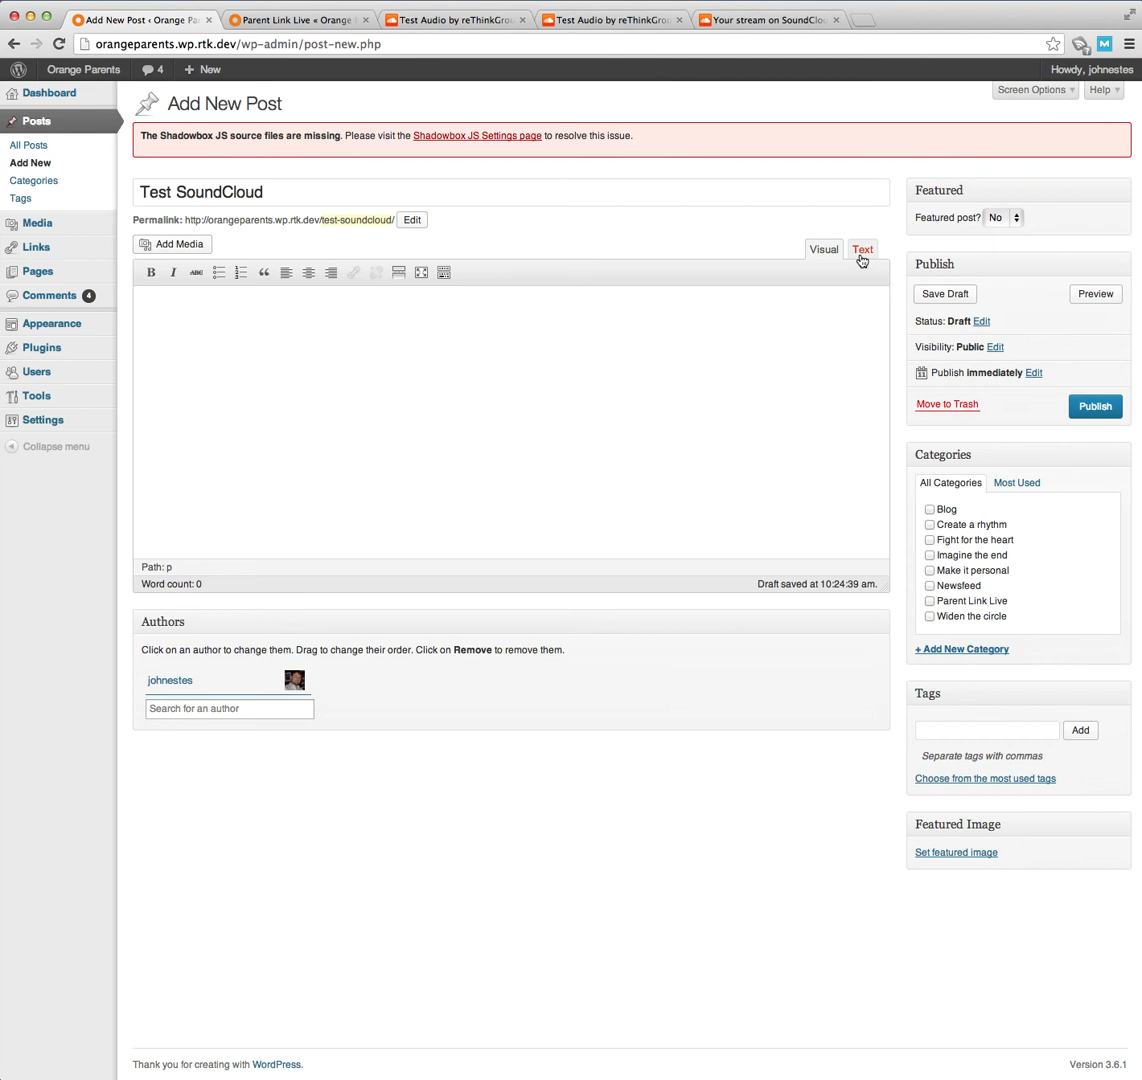 Add New Post ‹ Orange Pa
Parent Link Live « Orange
Test Audio by reThinkGrou
Test Audio by reThinkGrou
Your stream on SoundClou
orangeparents.wp.rtk.dev/wp-admin/post-new.php
Orange Parents
4
+ New
Howdy, johnestes
Dashboard
Posts
All Posts
Add New
Categories
Tags
Media
Links
Pages
Comments 4
Appearance
Plugins
Users
Tools
Settings
Collapse menu
Screen Options
Help
Add New Post
The Shadowbox JS source files are missing. Please visit the Shadowbox JS Settings page to resolve this issue.
Test SoundCloud
Permalink: http://orangeparents.wp.rtk.dev/test-soundcloud/ Edit
Add Media
Visual
Text
B I ABC
Path: p
Word count: 0
Draft saved at 10:24:39 am.
Authors
Click on an author to change them. Drag to change their order. Click on Remove to remove them.
johnestes
Search for an author
Featured
Featured post? No
Publish
Save Draft
Preview
Status: Draft Edit
Visibility: Public Edit
Publish immediately Edit
Move to Trash
Publish
Categories
All Categories
Most Used
Blog
Create a rhythm
Fight for the heart
Imagine the end
Make it personal
Newsfeed
Parent Link Live
Widen the circle
+ Add New Category
Tags
Add
Separate tags with commas
Choose from the most used tags
Featured Image
Set featured image
Thank you for creating with WordPress.
Version 3.6.1